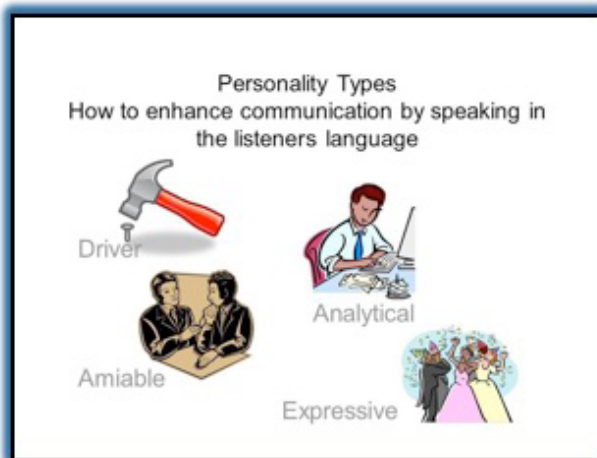 Personality Types
How to enhance communication by speaking in
the listeners language
Driver
Analytical
Amiable
Expressive